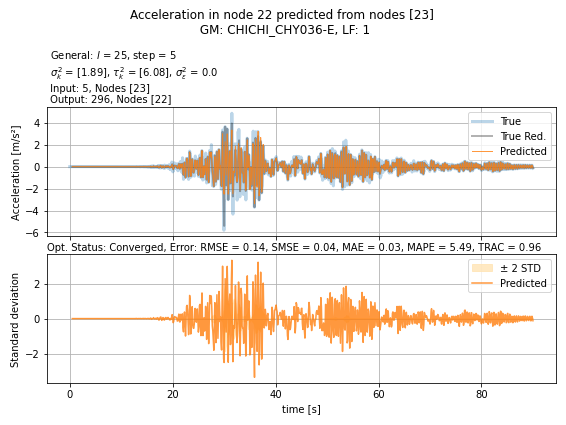 Acceleration in node 22 predicted from nodes [23]
GM: CHICHI_CHY036-E, LF: 1
General: l = 25, step = 5
σ²ₖ = [1.89], τ²ₖ = [6.08], σ²ε = 0.0
Input: 5, Nodes [23]
Output: 296, Nodes [22]
Acceleration [m/s²]
4
2
0
−2
−4
−6
True
True Red.
Predicted
Opt. Status: Converged, Error: RMSE = 0.14, SMSE = 0.04, MAE = 0.03, MAPE = 5.49, TRAC = 0.96
Standard deviation
2
0
−2
± 2 STD
Predicted
0 20 40 60 80
time [s]